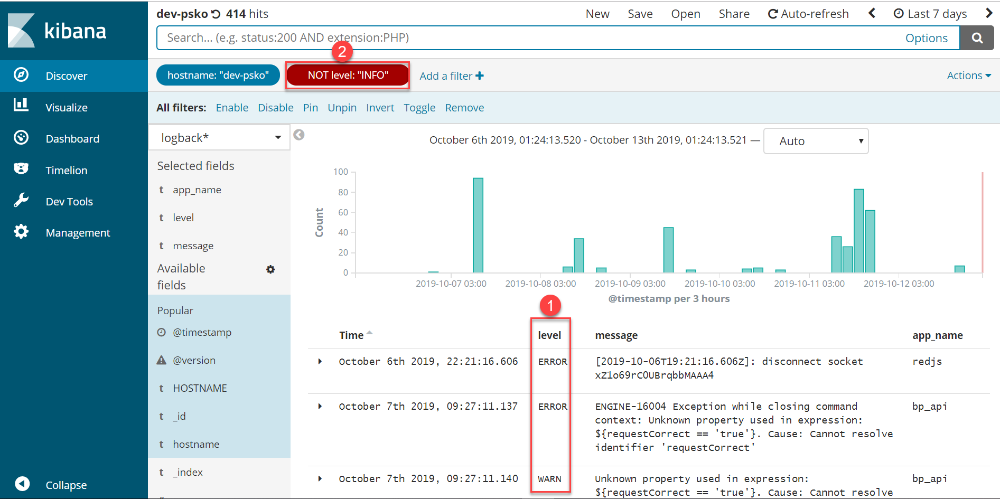 kibana
Discover
Visualize
Dashboard
Timelion
Dev Tools
Management
Collapse
dev-psko 414 hits
New Save Open Share Auto-refresh Last 7 days
Search... (e.g. status:200 AND extension:PHP) Options
2
hostname: "dev-psko" NOT level: "INFO" Add a filter Actions
All filters: Enable Disable Pin Unpin Invert Toggle Remove
logback*
Selected fields
t app_name
t level
t message
Available
fields
Popular
@timestamp
@version
t HOSTNAME
t _id
t hostname
t _index
October 6th 2019, 01:24:13.520 - October 13th 2019, 01:24:13.521 — Auto
100
80
60
40
20
0
Count
2019-10-07 03:00 2019-10-08 03:00 2019-10-09 03:00 2019-10-10 03:00 2019-10-11 03:00 2019-10-12 03:00
@timestamp per 3 hours
1
Time level message app_name
October 6th 2019, 22:21:16.606 ERROR [2019-10-06T19:21:16.606Z]: disconnect socket redjs
xZ1o69rC0UBrqbbMAAA4
October 7th 2019, 09:27:11.137 ERROR ENGINE-16004 Exception while closing command bp_api
context: Unknown property used in expression:
${requestCorrect == 'true'}. Cause: Cannot resolve
identifier 'requestCorrect'
October 7th 2019, 09:27:11.140 WARN Unknown property used in expression: bp_api
${requestCorrect == 'true'}. Cause: Cannot resolve